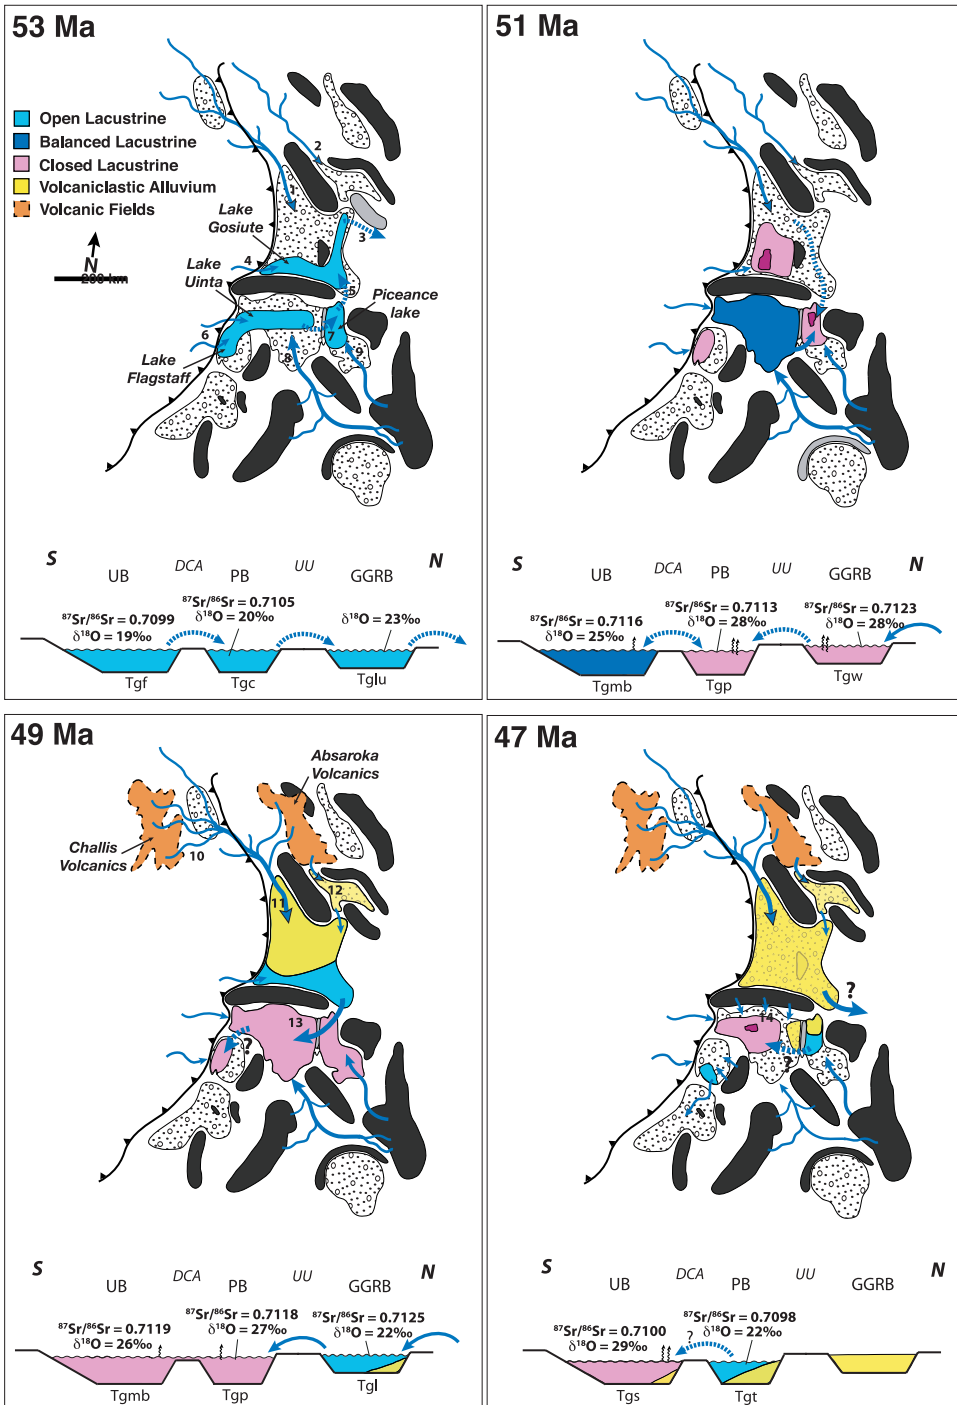 53 Ma
Open Lacustrine
Balanced Lacustrine
Closed Lacustrine
Volcaniclastic Alluvium
Volcanic Fields
N
200 km
1
2
3
4
5
6
7
8
9
Lake
Gosiute
Lake
Uinta
Piceance
lake
Lake
Flagstaff
S
UB
DCA
PB
UU
GGRB
N
87Sr/86Sr = 0.7099
δ18O = 19‰
87Sr/86Sr = 0.7105
δ18O = 20‰
δ18O = 23‰
Tgf
Tgc
Tglu
51 Ma
S
UB
DCA
PB
UU
GGRB
N
87Sr/86Sr = 0.7116
δ18O = 25‰
87Sr/86Sr = 0.7113
δ18O = 28‰
87Sr/86Sr = 0.7123
δ18O = 28‰
Tgmb
Tgp
Tgw
49 Ma
Absaroka
Volcanics
Challis
Volcanics
10
11
12
13
?
S
UB
DCA
PB
UU
GGRB
N
87Sr/86Sr = 0.7119
δ18O = 26‰
87Sr/86Sr = 0.7118
δ18O = 27‰
87Sr/86Sr = 0.7125
δ18O = 22‰
Tgmb
Tgp
Tgl
47 Ma
?
14
?
S
UB
DCA
PB
UU
GGRB
N
87Sr/86Sr = 0.7100
δ18O = 29‰
87Sr/86Sr = 0.7098
δ18O = 22‰
?
Tgs
Tgt